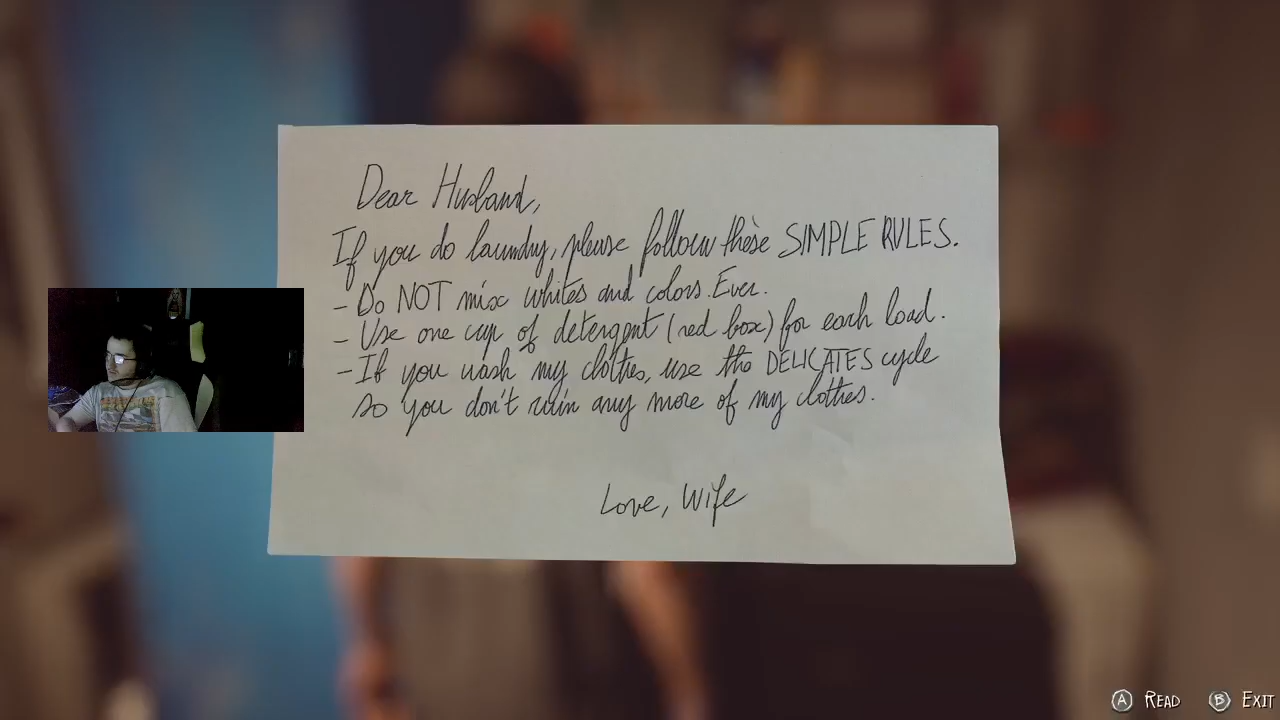 Dear Husband,
If you do laundry, please follow these SIMPLE RULES.
- Do NOT mix whites and colors. Ever.
- Use one cup of detergent (red box) for each load.
- If you wash my clothes, use the DELICATES cycle
so you don't ruin any more of my clothes.
Love, Wife
A READ B EXIT